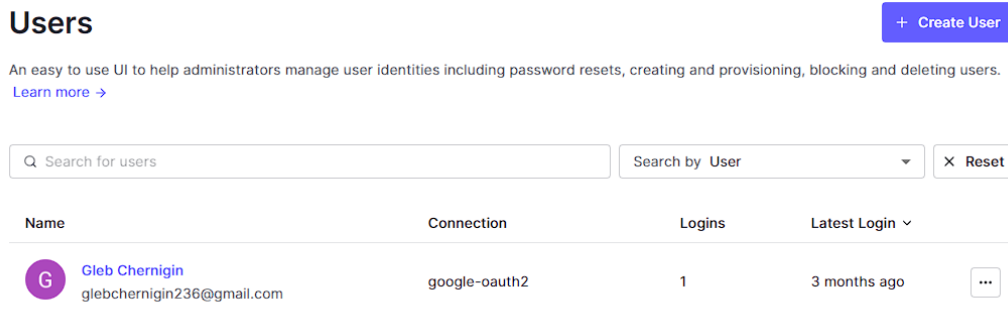 Users
+ Create User
An easy to use UI to help administrators manage user identities including password resets, creating and provisioning, blocking and deleting users.
Learn more →
Search for users
Search by User
× Reset
Name Connection Logins Latest Login
G
Gleb Chernigin
glebchernigin236@gmail.com
google-oauth2 1 3 months ago